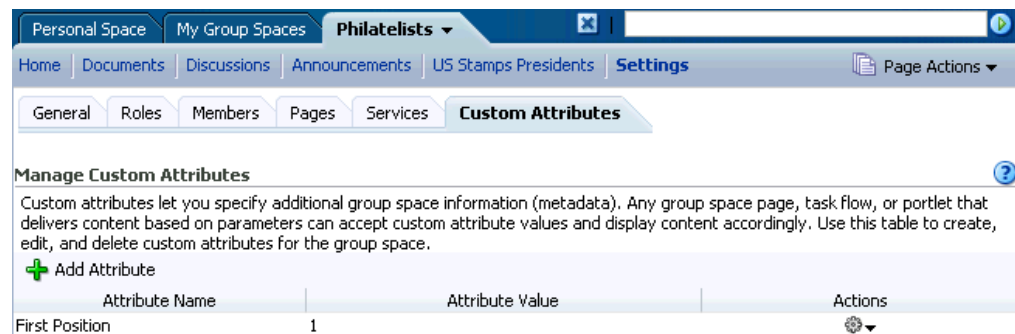 Personal Space My Group Spaces Philatelists
Home Documents Discussions Announcements US Stamps Presidents Settings Page Actions
General Roles Members Pages Services Custom Attributes
Manage Custom Attributes
Custom attributes let you specify additional group space information (metadata). Any group space page, task flow, or portlet that
delivers content based on parameters can accept custom attribute values and display content accordingly. Use this table to create,
edit, and delete custom attributes for the group space.
Add Attribute
Attribute Name Attribute Value Actions
First Position 1